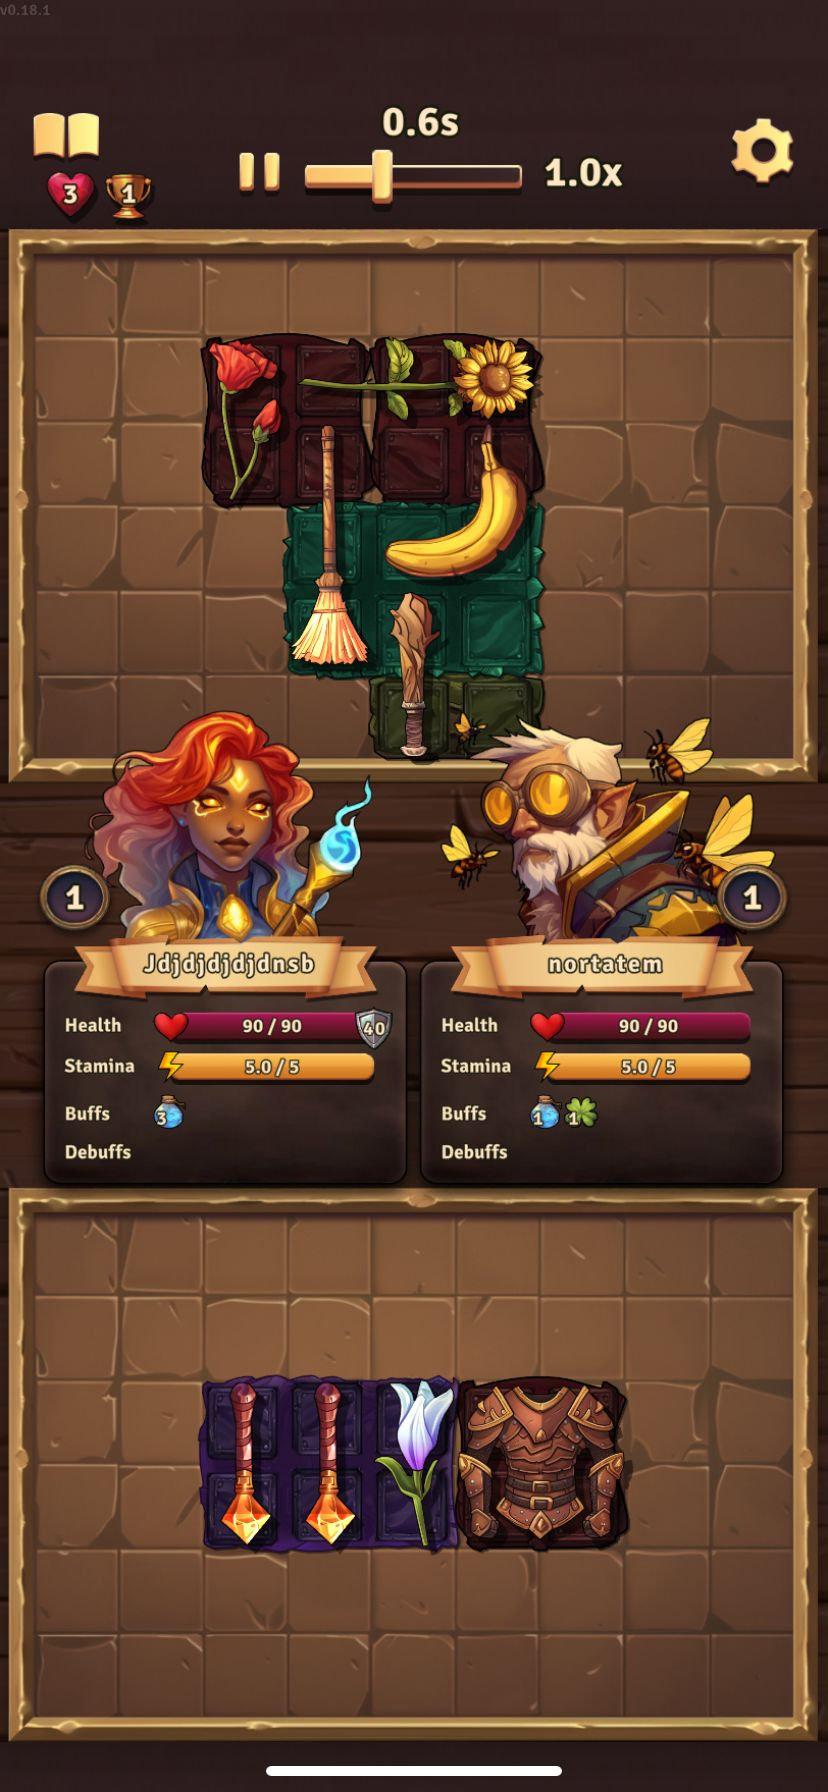 v0.18.1
0.6s
1.0x
3
1
1
1
Jdjdjdjdjdnsb
nortatem
Health
90 / 90
40
Health
90 / 90
Stamina
5.0 / 5
Stamina
5.0 / 5
Buffs
3
Buffs
1
1
Debuffs
Debuffs